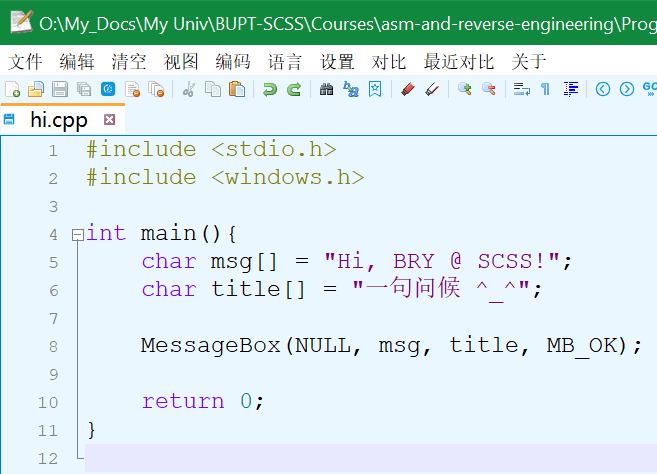 O:\My_Docs\My Univ\BUPT-SCSS\Courses\asm-and-reverse-engineering\Prog
文件 编辑 清空 视图 编码 语言 设置 对比 最近对比 关于
hi.cpp
1 #include <stdio.h>
2 #include <windows.h>
3
4 int main(){
5 char msg[] = "Hi, BRY @ SCSS!";
6 char title[] = "一句问候 ^_^";
7
8 MessageBox(NULL, msg, title, MB_OK);
9
10 return 0;
11 }
12